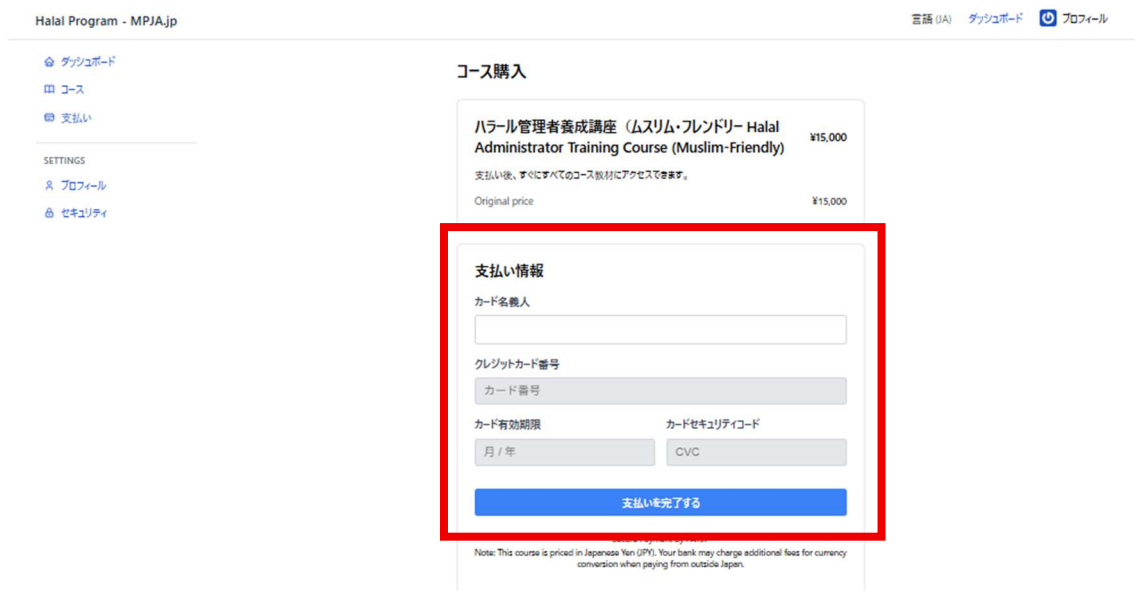 Halal Program - MPJA.jp
言語 (JA) ダッシュボード プロフィール
ダッシュボード
コース
支払い
SETTINGS
プロフィール
セキュリティ
コース購入
ハラール管理者養成講座（ムスリム・フレンドリー Halal
Administrator Training Course (Muslim-Friendly)
¥15,000
支払い後、すぐにすべてのコース教材にアクセスできます。
Original price ¥15,000
支払い情報
カード名義人
クレジットカード番号
カード番号
カード有効期限 カードセキュリティコード
月 / 年 CVC
支払いを完了する
Note: This course is priced in Japanese Yen (JPY). Your bank may charge additional fees for currency
conversion when paying from outside Japan.